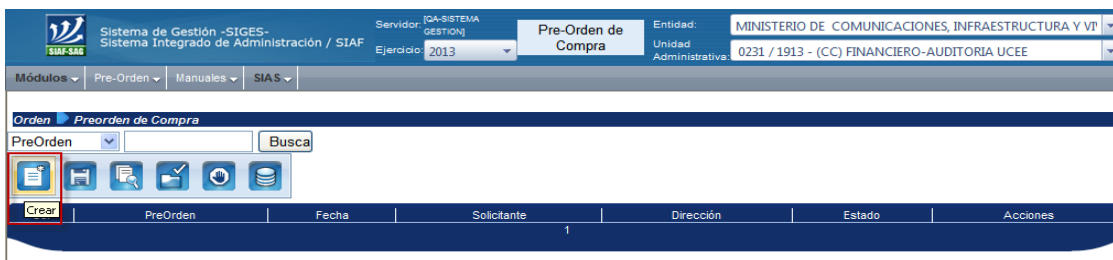 SIAF-SAG
Sistema de Gestión -SIGES-
Sistema Integrado de Administración / SIAF
Servidor: [QA-SISTEMA GESTION]
Ejercicio: 2013
Pre-Orden de Compra
Entidad: MINISTERIO DE COMUNICACIONES, INFRAESTRUCTURA Y VI
Unidad Administrativa: 0231 / 1913 - (CC) FINANCIERO-AUDITORIA UCEE
Módulos Pre-Orden Manuales SIAS
Orden Preorden de Compra
PreOrden Busca
Crear
PreOrden Fecha Solicitante Dirección Estado Acciones
1